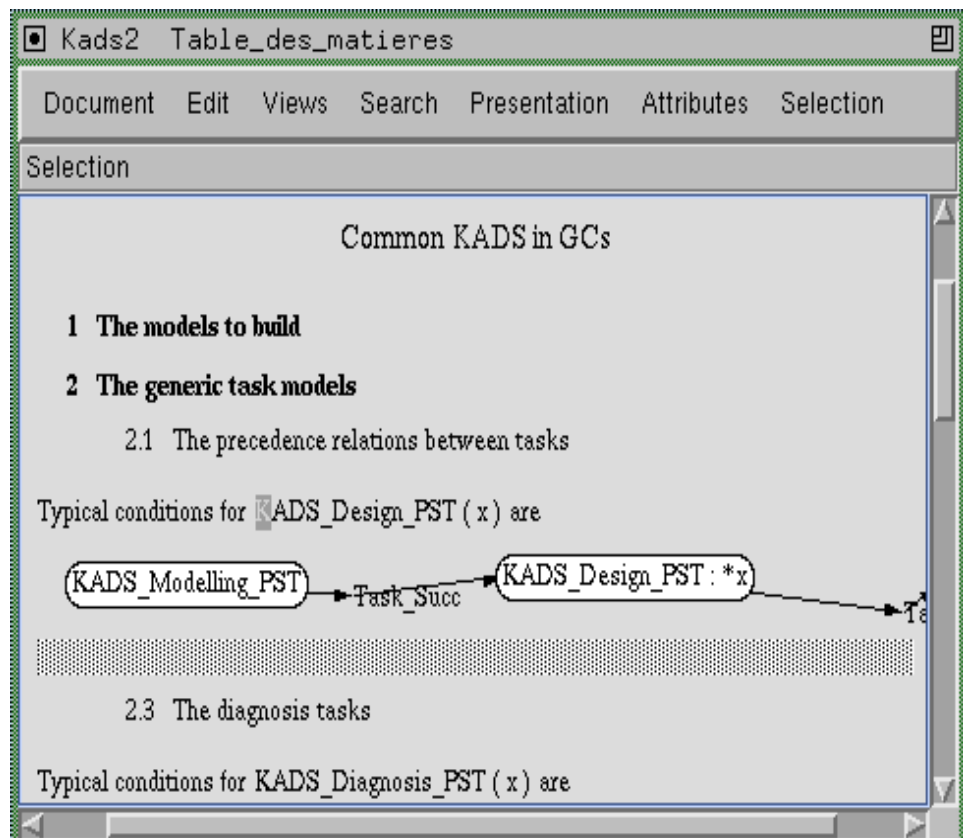 Kads2 Table_des_matieres
Document Edit Views Search Presentation Attributes Selection
Selection
Common KADS in GCs
1 The models to build
2 The generic task models
2.1 The precedence relations between tasks
Typical conditions for KADS_Design_PST ( x ) are
KADS_Modelling_PST Task_Succ KADS_Design_PST : *x
2.3 The diagnosis tasks
Typical conditions for KADS_Diagnosis_PST ( x ) are